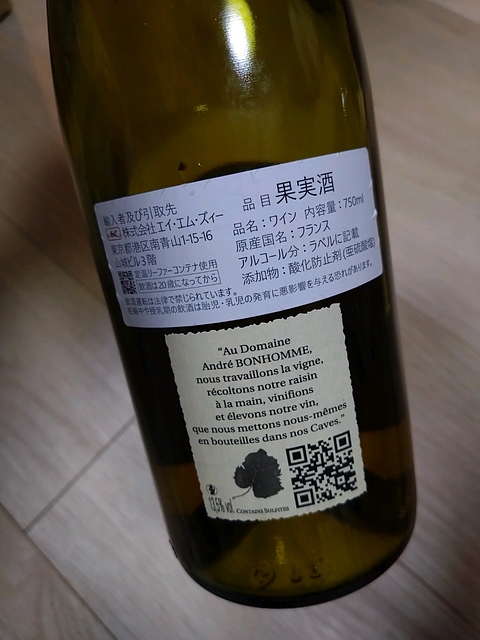 品目 果実酒
輸入者及び引取先
株式会社エイ・エム・ズィー
東京都港区南青山1-15-16
山城ビル3階
定温リーファーコンテナ使用
飲酒は20歳になってから
品名：ワイン 内容量：750ml
原産国名：フランス
アルコール分：ラベルに記載
添加物：酸化防止剤(亜硫酸塩)
飲酒運転は法律で禁じられています。
妊娠中や授乳期の飲酒は胎児・乳児の発育に悪影響を与える恐れがあります。
“Au Domaine
André BONHOMME,
nous travaillons la vigne,
récoltons notre raisin
à la main, vinifions
et élevons notre vin,
que nous mettons nous-mêmes
en bouteilles dans nos Caves.”
13,5% vol.
CONTAINS SULFITES